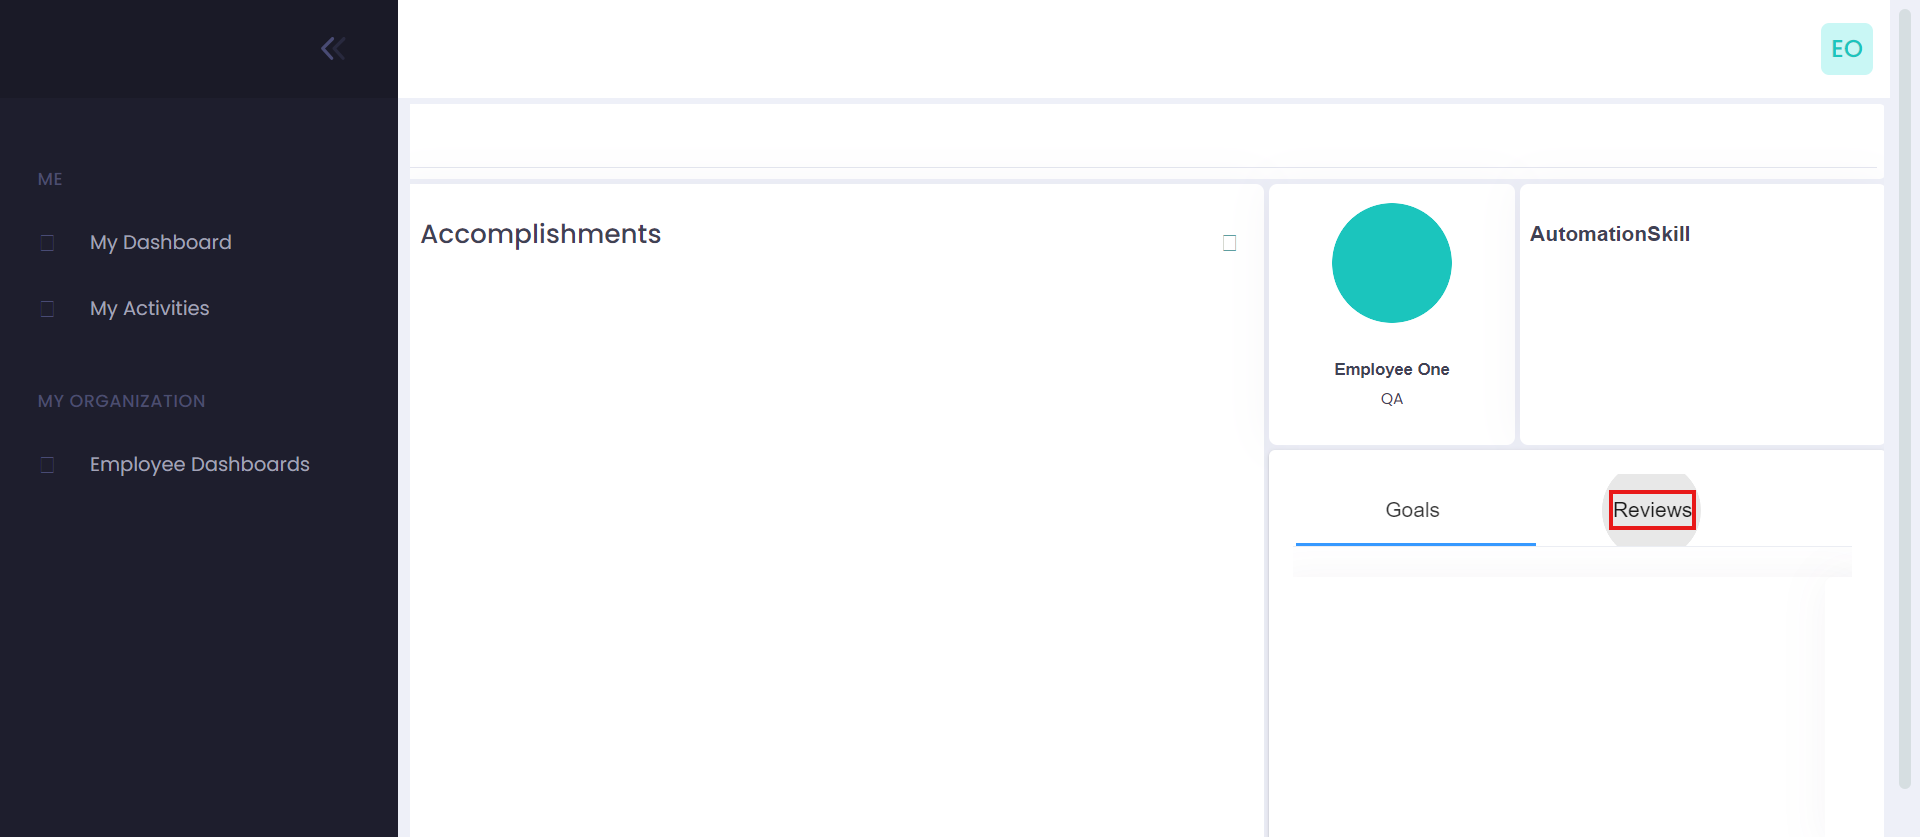 EO
ME
My Dashboard
My Activities
MY ORGANIZATION
Employee Dashboards
Accomplishments
Employee One
QA
AutomationSkill
Goals
Reviews